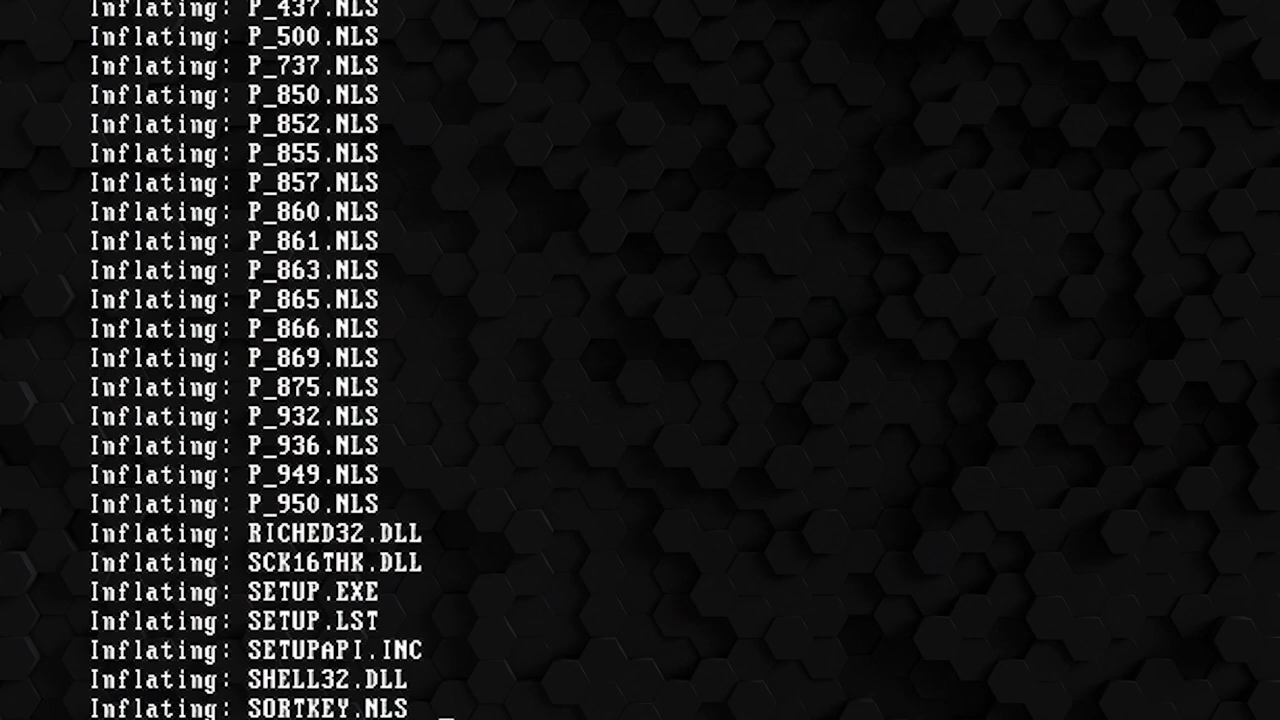 Inflating: P_437.NLS
Inflating: P_500.NLS
Inflating: P_737.NLS
Inflating: P_850.NLS
Inflating: P_852.NLS
Inflating: P_855.NLS
Inflating: P_857.NLS
Inflating: P_860.NLS
Inflating: P_861.NLS
Inflating: P_863.NLS
Inflating: P_865.NLS
Inflating: P_866.NLS
Inflating: P_869.NLS
Inflating: P_875.NLS
Inflating: P_932.NLS
Inflating: P_936.NLS
Inflating: P_949.NLS
Inflating: P_950.NLS
Inflating: RICHED32.DLL
Inflating: SCK16THK.DLL
Inflating: SETUP.EXE
Inflating: SETUP.LST
Inflating: SETUPAPI.INC
Inflating: SHELL32.DLL
Inflating: SORTKEY.NLS _